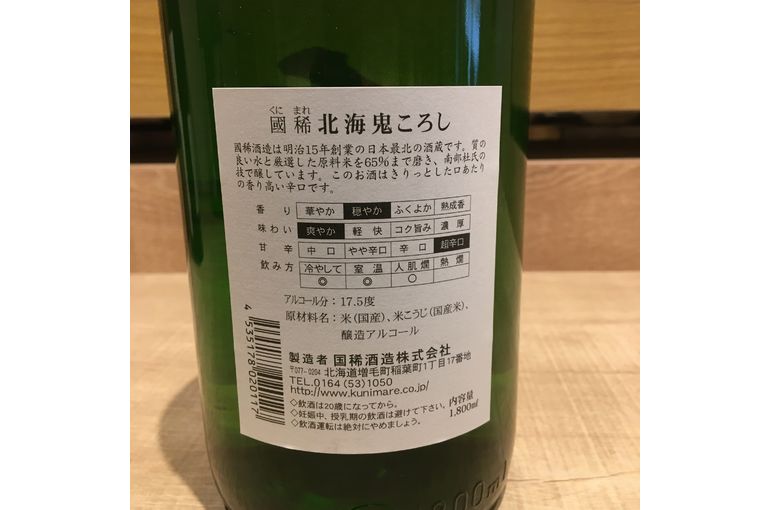 くに まれ
國稀 北海鬼ころし
國稀酒造は明治15年創業の日本最北の酒蔵です。質の
良い水と厳選した原料米を65%まで磨き、南部杜氏の
技で醸しています。このお酒はきりっとした口あたり
の香り高い辛口です。
香り 華やか 穏やか ふくよか 熟成香
味わい 爽やか 軽快 コク旨み 濃厚
甘辛 中口 やや辛口 辛口 超辛口
飲み方 冷やして 室温 人肌燗 熱燗
◎ ◎ ○
アルコール分:17.5度
原材料名:米(国産)、米こうじ(国産米)、
醸造アルコール
製造者 国稀酒造株式会社
〒077-0204 北海道増毛町稲葉町1丁目17番地
TEL.0164(53)1050
http://www.kunimare.co.jp/
◇飲酒は20歳になってから。
◇妊娠中、授乳期の飲酒は避けて下さい。
◇飲酒運転は絶対にやめましょう。
内容量
1,800ml
4 535178 020117